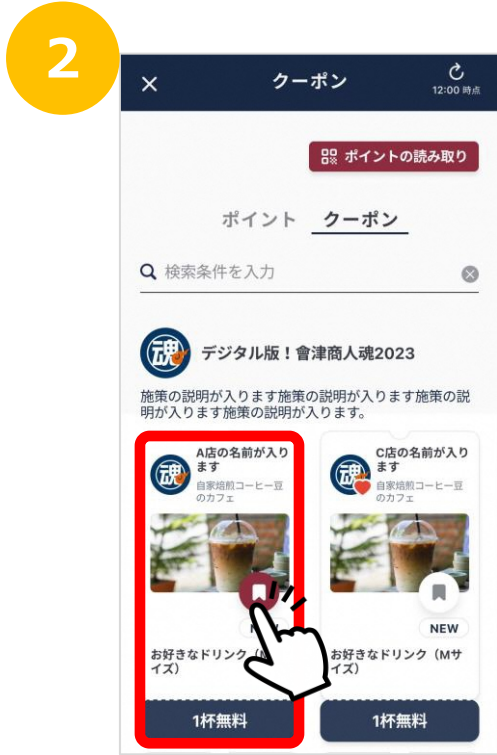 2
クーポン
12:00 時点
ポイントの読み取り
ポイント クーポン
検索条件を入力
魂 デジタル版！會津商人魂2023
施策の説明が入ります施策の説明が入ります施策の説
明が入ります施策の説明が入ります。
魂
A店の名前が入り
ます
自家焙煎コーヒー豆
のカフェ
お好きなドリンク（M
イズ）
1杯無料
魂
C店の名前が入り
ます
自家焙煎コーヒー豆
のカフェ
NEW
お好きなドリンク（Mサ
イズ）
1杯無料